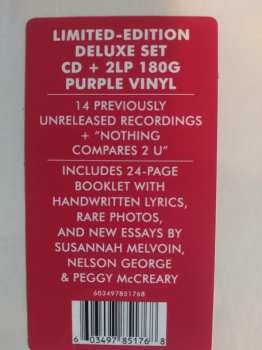 LIMITED-EDITION
DELUXE SET
CD + 2LP 180G
PURPLE VINYL
14 PREVIOUSLY
UNRELEASED RECORDINGS
+ "NOTHING
COMPARES 2 U"
INCLUDES 24-PAGE
BOOKLET WITH
HANDWRITTEN LYRICS,
RARE PHOTOS,
AND NEW ESSAYS BY
SUSANNAH MELVOIN,
NELSON GEORGE
& PEGGY McCREARY
603497851768
6 03497 85176 8